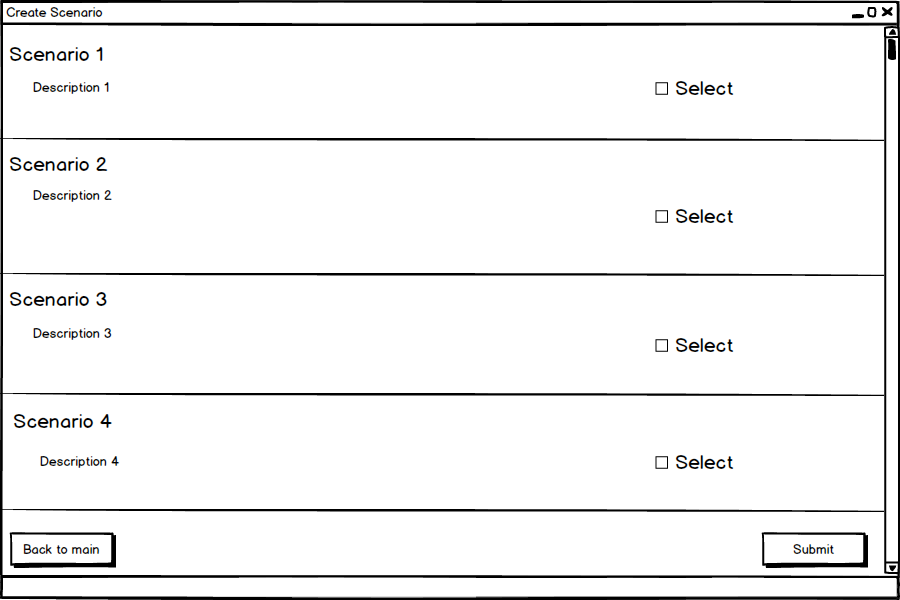 Create Scenario
Scenario 1
Description 1
Select
Scenario 2
Description 2
Select
Scenario 3
Description 3
Select
Scenario 4
Description 4
Select
Back to main
Submit